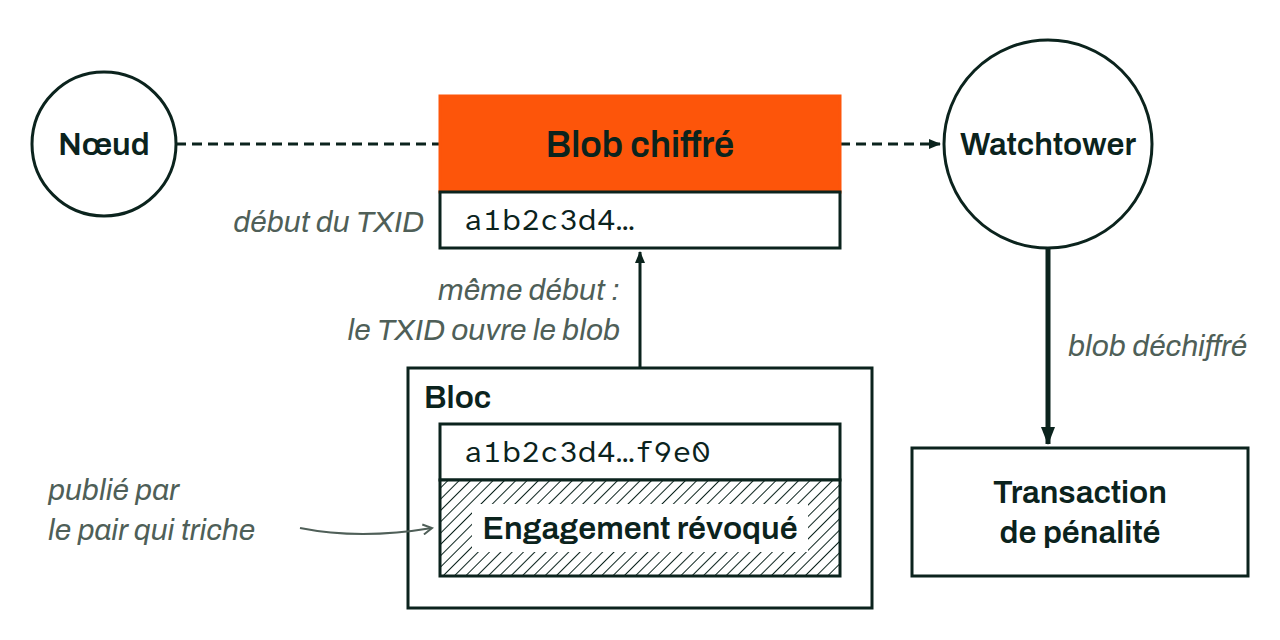 Nœud
Blob chiffré
Watchtower
début du TXID
a1b2c3d4…
même début :
le TXID ouvre le blob
blob déchiffré
Bloc
a1b2c3d4…f9e0
publié par
le pair qui triche
Engagement révoqué
Transaction
de pénalité